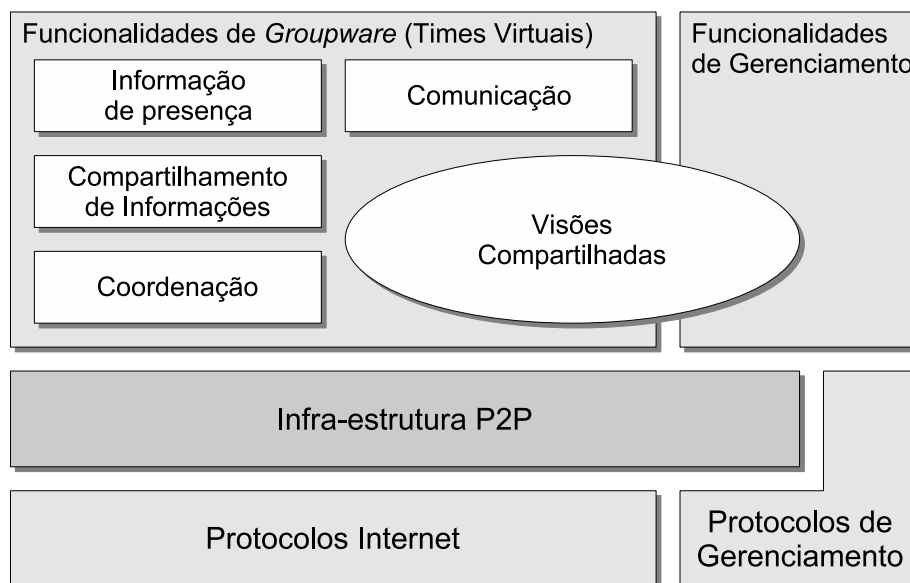 Funcionalidades de Groupware (Times Virtuais)
Informação
de presença
Comunicação
Compartilhamento
de Informações
Coordenação
Visões
Compartilhadas
Funcionalidades
de Gerenciamento
Infra-estrutura P2P
Protocolos Internet
Protocolos de
Gerenciamento